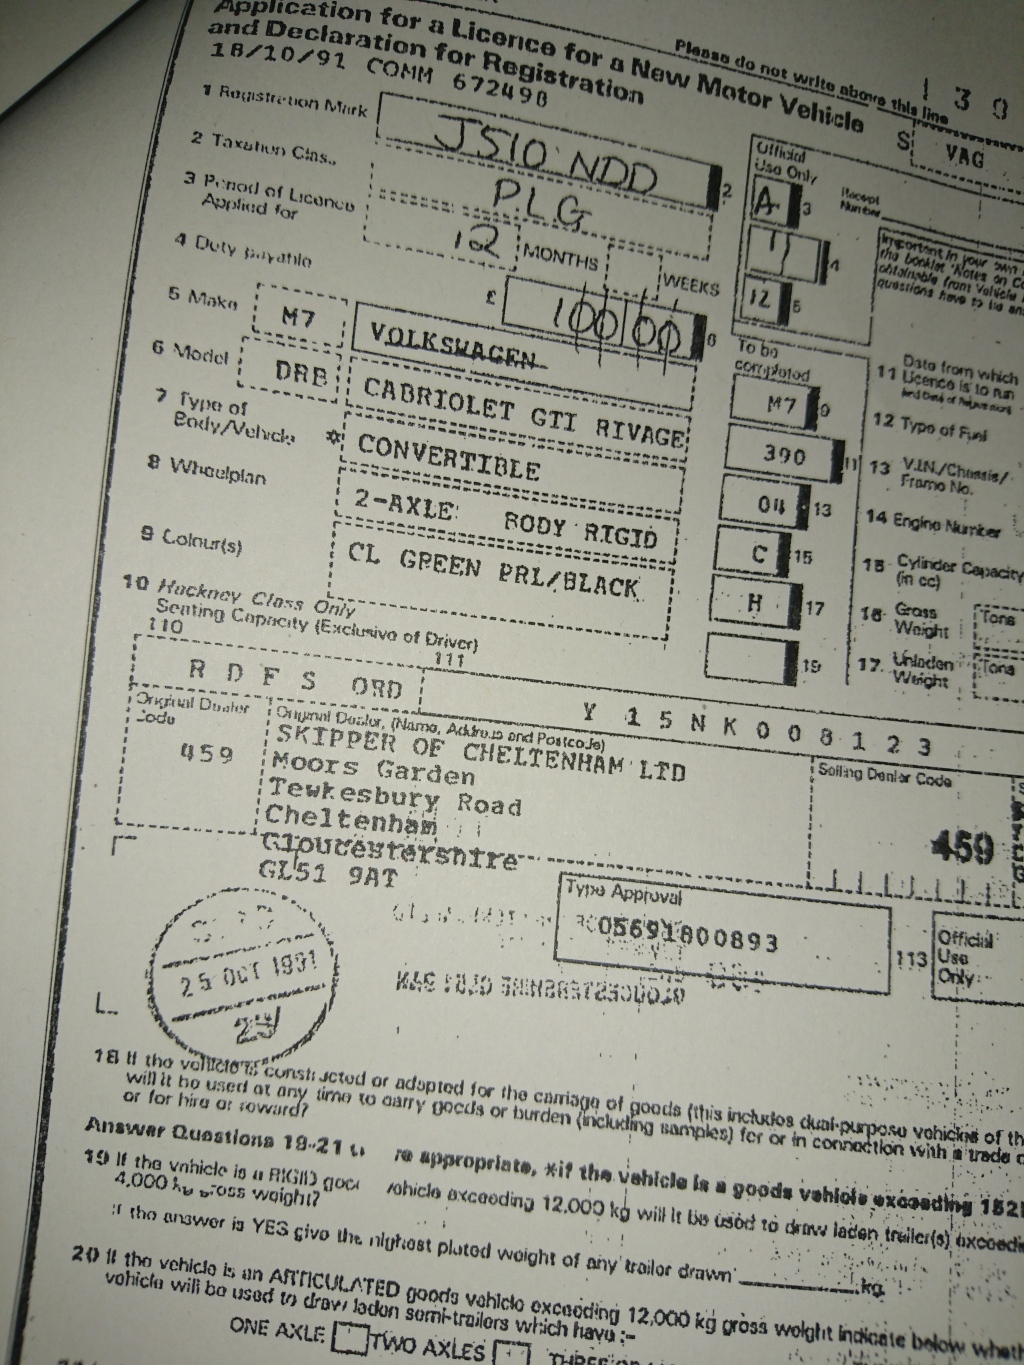 Please do not write above this line
Application for a Licence for a New Motor Vehicle
and Declaration for Registration
18/10/91 COMM 672498
S VAG
1 Registration Mark J510 NDD 2
2 Taxation Class PLG
3 Period of Licence
Applied for 12 MONTHS WEEKS
4 Duty payable £ 100 00 6
5 Make M7 VOLKSWAGEN
6 Model DRB CABRIOLET GTI RIVAGE
7 Type of
Body/Vehicle CONVERTIBLE
8 Wheelplan 2-AXLE BODY RIGID
9 Colour(s) CL GREEN PRL/BLACK
10 Hackney Class Only
Seating Capacity (Exclusive of Driver)
Official
Use Only
A 3
4
12 5
Receipt
Number
To be
completed
M7 9
390 11
04 13
C 15
H 17
19
11 Date from which
Licence is to run
12 Type of Fuel
13 V.I.N./Chassis/
Frame No.
14 Engine Number
15 Cylinder Capacity
(in cc)
16 Gross
Weight Tons
17 Unladen
Weight Tons
110 111
R D F S ORD Y 15NK008123
Original Dealer
Code
459
Original Dealer, (Name, Address and Postcode)
SKIPPER OF CHELTENHAM LTD
Moors Garden
Tewkesbury Road
Cheltenham
Gloucestershire
GL51 9AT
Selling Dealer Code
459
Type Approval
05691800893
113 Official
Use
Only
25 OCT 1991
18 If the vehicle is constructed or adapted for the carriage of goods (this includes dual-purpose vehicles of the
will it be used at any time to carry goods or burden (including samples) for or in connection with a trade
or for hire or reward?
Answer Questions 19-21 re appropriate, *if the vehicle is a goods vehicle exceeding
19 If the vehicle is a RIGID vehicle exceeding 12,000 kg will it be used to draw laden trailer(s)
4,000 kg gross weight?
If the answer is YES give the highest plated weight of any trailer drawn kg.
20 If the vehicle is an ARTICULATED goods vehicle exceeding 12,000 kg gross weight indicate below
vehicle will be used to draw laden semi-trailers which have :-
ONE AXLE TWO AXLES